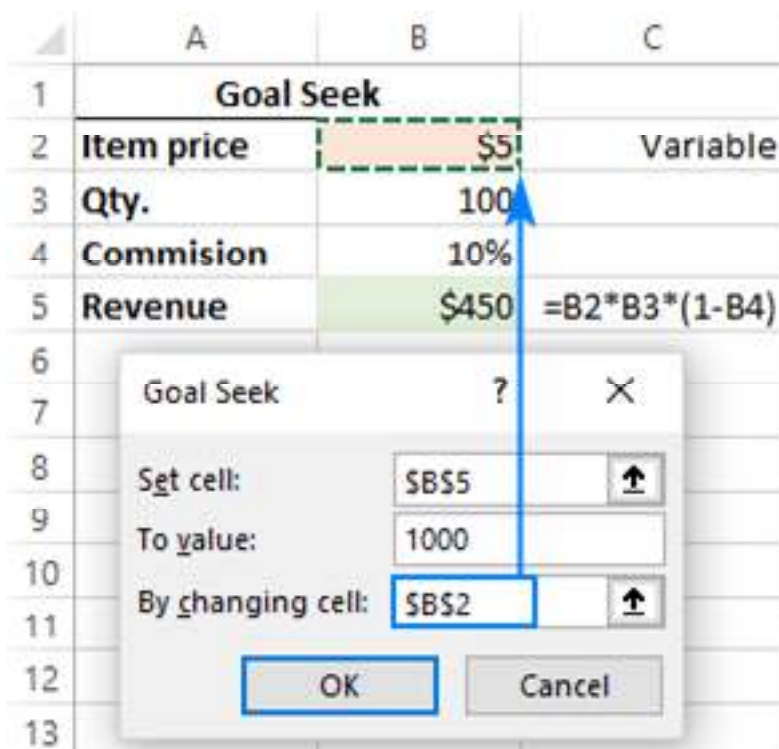 A B C
1 Goal Seek
2 Item price $5 Variable
3 Qty. 100
4 Commision 10%
5 Revenue $450 =B2*B3*(1-B4)
6
Goal Seek ? ×
7
8 Set cell: $B$5
9
To value: 1000
10
By changing cell: $B$2
11
12 OK Cancel
13